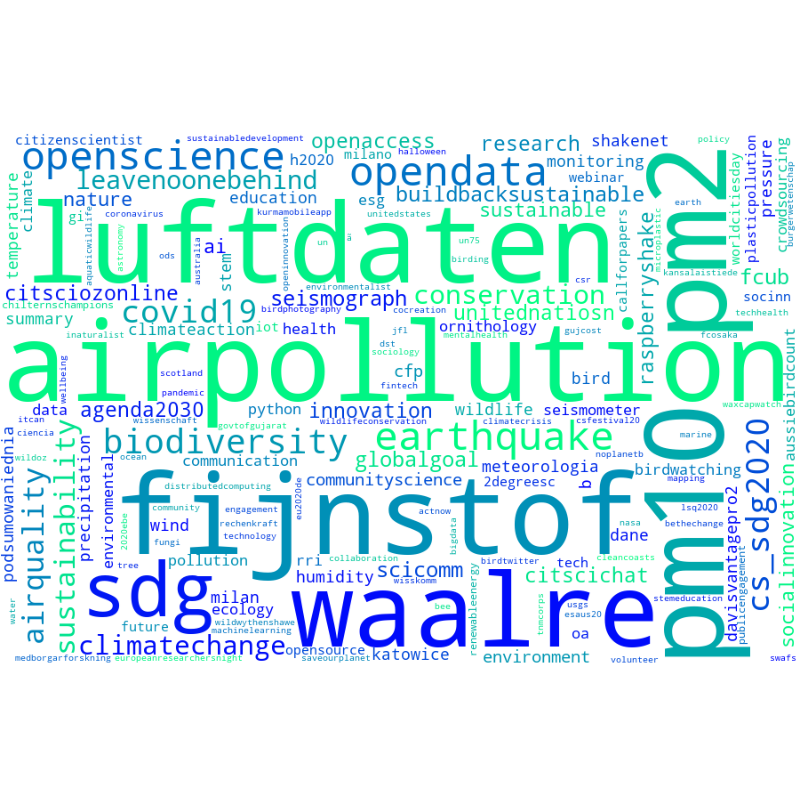 citizenscientist
sustainabledevelopment
openaccess
research
shakenet
policy
openscience
h2020
milano
halloween
opendata
monitoring
webinar
leavenoonebehind
nature
education
esg
buildbacksustainable
earth
pm2
worldcitiesday
plasticpollution
pressure
crowdsourcing
burgerwetenschap
temperature
climate
gi
coronavirus
aquaticwildlife
astronomy
kurmamobileapp
unitedstates
sustainable
callforpapers
microplastic
luftdaten
ods
australia
ai
stem
openinnovation
un
ä
un75
birding
environmentalist
csr
raspberryshake
kansalaistiede
fcub
citsciozonline
chilternschampions
covid19
seismograph
birdphotography
conservation
cocreation
unitednatiosn
socinn
techhealth
summary
inaturalist
climateaction
iot
health
jfl
ornithology
gujcost
fcosaka
airpollution
wellbeing
scotland
pandemic
dst
sociology
mentalhealth
cfp
fintech
bird
noplanetb
waxcapwatch
aussiebirdcount
itcan
data
agenda2030
python
innovation
wildlife
seismometer
ciencia
wissenschaft
govtofgujarat
wildlifeconservation
climatecrisis
csfestival20
pm10
marine
cs_sdg2020
podsumowaniednia
wildoz
biodiversity
earthquake
globalgoal
communication
meteorologia
birdwatching
airquality
sustainability
precipitation
environmental
distributedcomputing
communityscience
2degreesc
b
mapping
davisvantagepro2
socialinnovation
fijnstof
community
engagement
eu2020de
actnow
lsq2020
2020ebe
wind
rechenkraft
technology
bigdata
dane
nasa
bethechange
fungi
pollution
collaboration
rri
scicomm
birdtwitter
tech
cleancoasts
tree
sdg
humidity
wisskomm
citscichat
renewableenergy
milan
ecology
bee
tnmcorps
usgs
oa
esaus20
stemeducation
publicengagement
waalre
water
future
wildwythenshawe
machinelearning
climatechange
opensource
katowice
environment
medborgarforskning
europeanresearchersnight
saveourplanet
volunteer
swafs